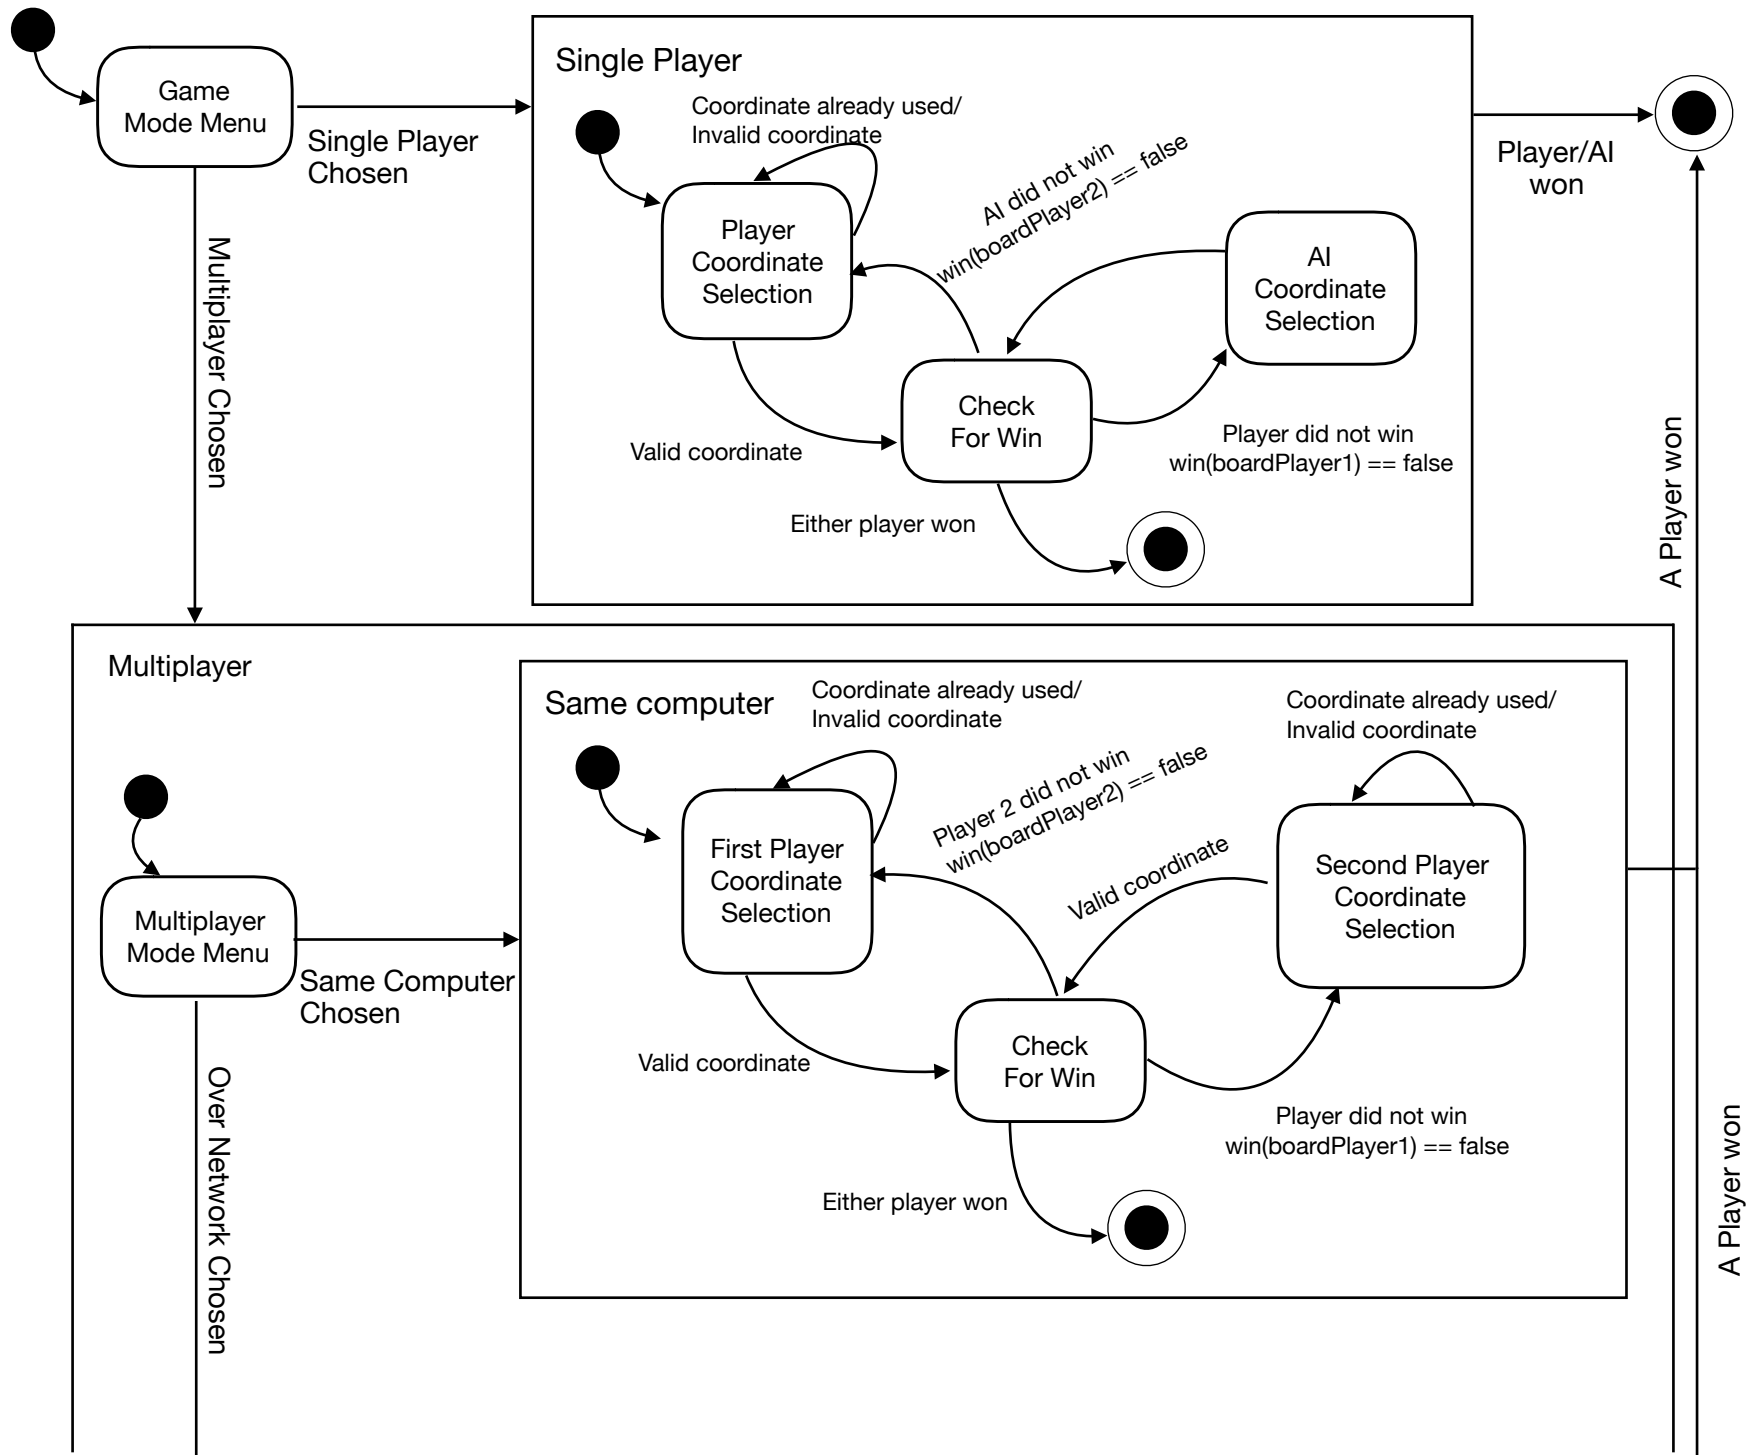 Game
Mode Menu
Single Player
Chosen
Single Player
Coordinate already used/
Invalid coordinate
Player
Coordinate
Selection
AI did not win
win(boardPlayer2) == false
AI
Coordinate
Selection
Check
For Win
Valid coordinate
Player did not win
win(boardPlayer1) == false
Either player won
Player/AI
won
Multiplayer Chosen
A Player won
Multiplayer
Same computer
Coordinate already used/
Invalid coordinate
Coordinate already used/
Invalid coordinate
Player 2 did not win
win(boardPlayer2) == false
First Player
Coordinate
Selection
Valid coordinate
Second Player
Coordinate
Selection
Multiplayer
Mode Menu
Same Computer
Chosen
Check
For Win
Valid coordinate
Player did not win
win(boardPlayer1) == false
Either player won
Over Network Chosen
A Player won